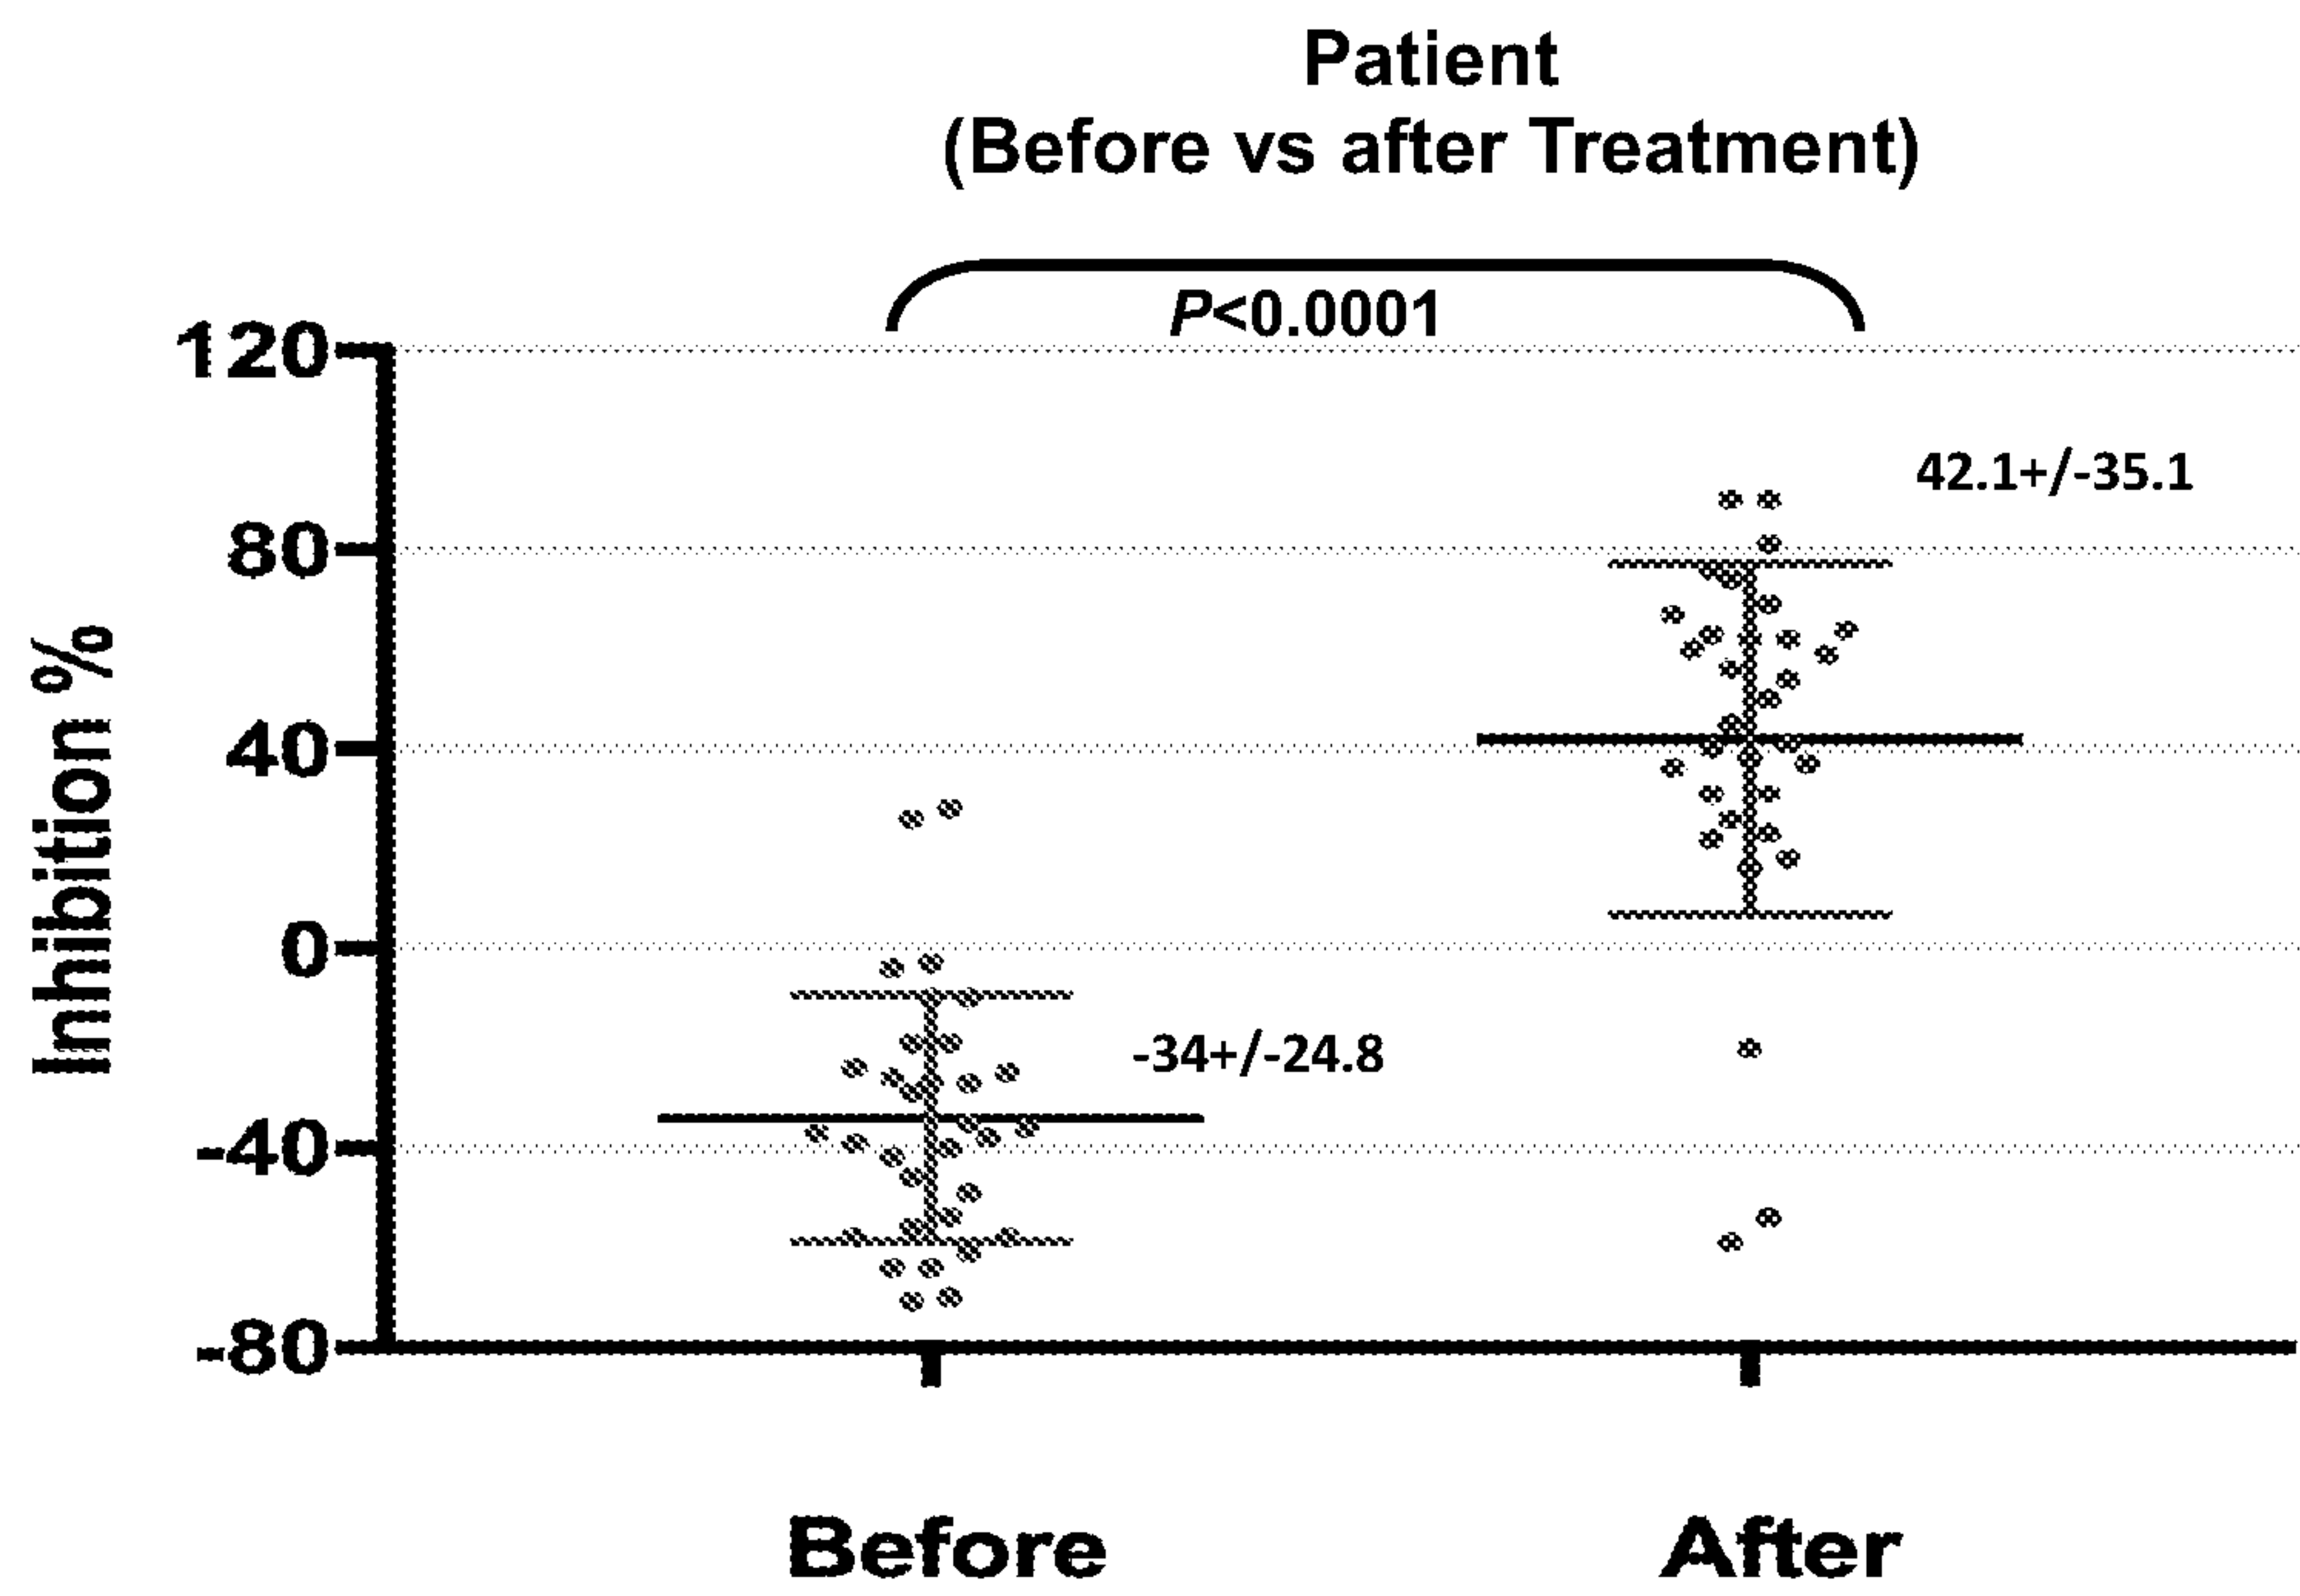 Patient
(Before vs after Treatment)
P<0.0001
120
80
40
0
-40
-80
Inhibition %
42.1+/-35.1
-34+/-24.8
Before
After